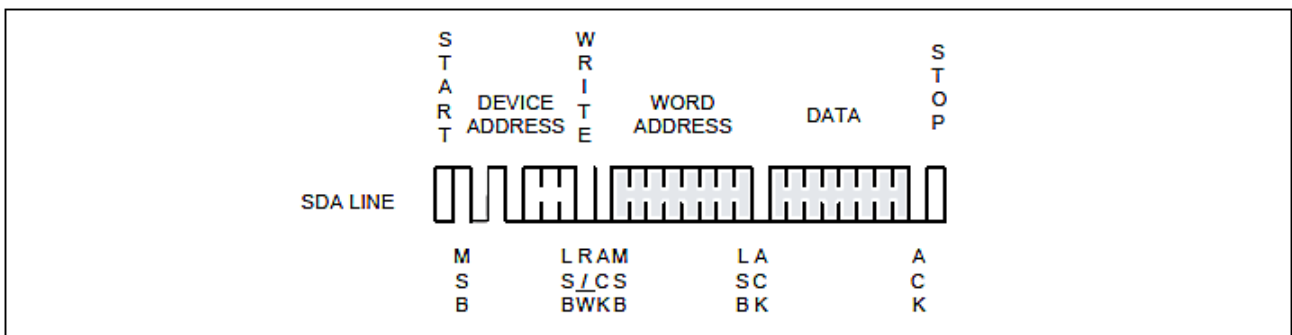 START
DEVICE
ADDRESS
WRITE
WORD
ADDRESS
DATA
STOP
SDA LINE
MSB
LSB
R/W
ACK
MSB
LSB
ACK
ACK